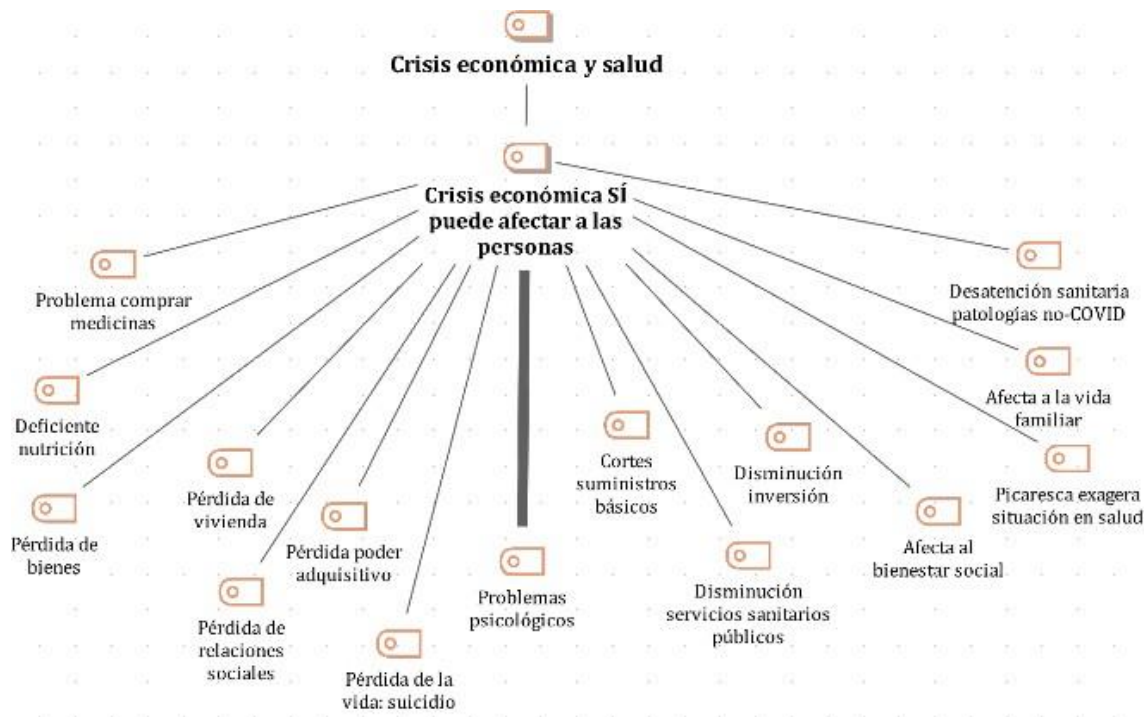 Crisis económica y salud
Crisis económica SÍ
puede afectar a las
personas
Problema comprar
medicinas
Desatención sanitaria
patologías no-COVID
Deficiente
nutrición
Afecta a la vida
familiar
Pérdida de
bienes
Pérdida de
vivienda
Pérdida poder
adquisitivo
Pérdida de
relaciones
sociales
Pérdida de la
vida: suicidio
Problemas
psicológicos
Cortes
suministros
básicos
Disminución
servicios sanitarios
públicos
Disminución
inversión
Afecta al
bienestar social
Picaresca exagera
situación en salud